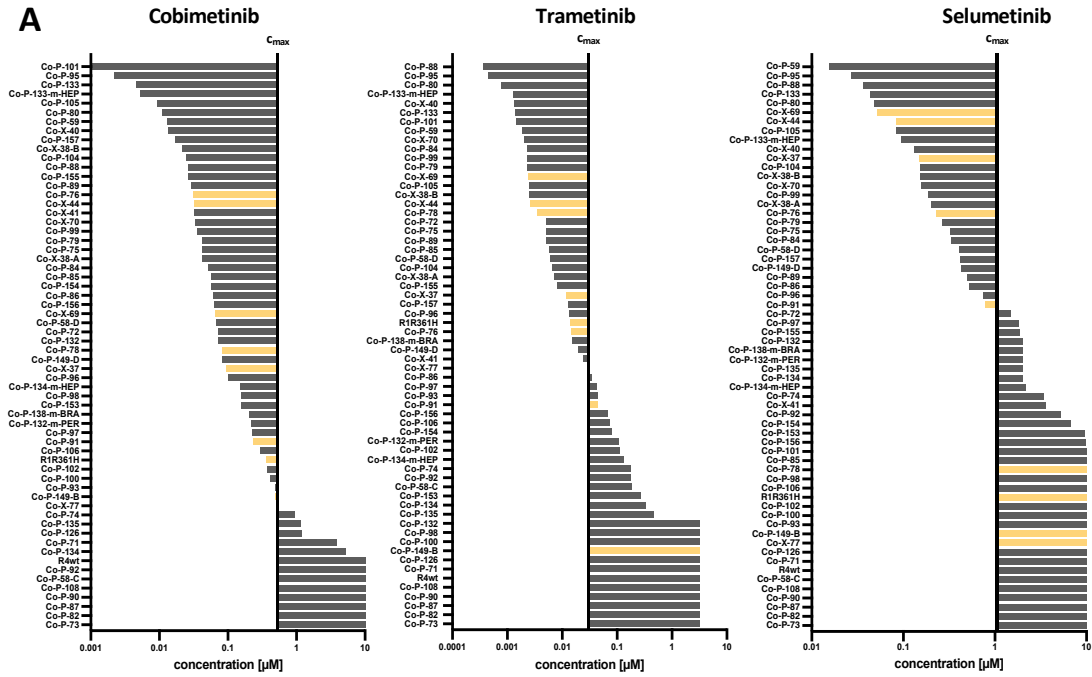 A
Cobimetinib
Trametinib
Selumetinib
cmax
cmax
cmax
Co-P-101
Co-P-95
Co-P-133
Co-P-133-m-HEP
Co-P-105
Co-P-80
Co-P-59
Co-X-40
Co-P-157
Co-X-38-B
Co-P-104
Co-P-88
Co-P-155
Co-P-89
Co-P-76
Co-X-44
Co-X-41
Co-X-70
Co-P-99
Co-P-79
Co-P-75
Co-X-38-A
Co-P-84
Co-P-85
Co-P-154
Co-P-86
Co-P-156
Co-X-69
Co-P-58-D
Co-P-72
Co-P-132
Co-P-78
Co-P-149-D
Co-X-37
Co-P-96
Co-P-134-m-HEP
Co-P-98
Co-P-153
Co-P-138-m-BRA
Co-P-132-m-PER
Co-P-97
Co-P-91
Co-P-106
R1R361H
Co-P-102
Co-P-100
Co-P-93
Co-P-149-B
Co-X-77
Co-P-74
Co-P-135
Co-P-126
Co-P-71
Co-P-134
R4wt
Co-P-92
Co-P-58-C
Co-P-108
Co-P-90
Co-P-87
Co-P-82
Co-P-73
0.001
0.01
0.1
1
10
concentration [µM]
Co-P-88
Co-P-95
Co-P-80
Co-P-133-m-HEP
Co-X-40
Co-P-133
Co-P-101
Co-P-59
Co-X-70
Co-P-84
Co-P-99
Co-P-79
Co-X-69
Co-P-105
Co-X-38-B
Co-X-44
Co-P-78
Co-P-72
Co-P-75
Co-P-89
Co-P-85
Co-P-58-D
Co-P-104
Co-X-38-A
Co-P-155
Co-X-37
Co-P-157
Co-P-96
R1R361H
Co-P-76
Co-P-138-m-BRA
Co-P-149-D
Co-X-41
Co-X-77
Co-P-86
Co-P-97
Co-P-93
Co-P-91
Co-P-156
Co-P-106
Co-P-154
Co-P-132-m-PER
Co-P-102
Co-P-134-m-HEP
Co-P-74
Co-P-92
Co-P-58-C
Co-P-153
Co-P-134
Co-P-135
Co-P-132
Co-P-98
Co-P-100
Co-P-149-B
Co-P-126
Co-P-71
R4wt
Co-P-108
Co-P-90
Co-P-87
Co-P-82
Co-P-73
0.0001
0.001
0.01
0.1
1
10
concentration [µM]
Co-P-59
Co-P-95
Co-P-88
Co-P-133
Co-P-80
Co-X-69
Co-X-44
Co-P-105
Co-P-133-m-HEP
Co-X-40
Co-X-37
Co-P-104
Co-X-38-B
Co-X-70
Co-P-99
Co-X-38-A
Co-P-76
Co-P-79
Co-P-75
Co-P-84
Co-P-58-D
Co-P-157
Co-P-149-D
Co-P-89
Co-P-86
Co-P-96
Co-P-91
Co-P-72
Co-P-97
Co-P-155
Co-P-132
Co-P-138-m-BRA
Co-P-132-m-PER
Co-P-135
Co-P-134
Co-P-134-m-HEP
Co-P-74
Co-X-41
Co-P-92
Co-P-154
Co-P-153
Co-P-156
Co-P-101
Co-P-85
Co-P-78
Co-P-98
Co-P-106
R1R361H
Co-P-102
Co-P-100
Co-P-93
Co-P-149-B
Co-X-77
Co-P-126
Co-P-71
R4wt
Co-P-58-C
Co-P-108
Co-P-90
Co-P-87
Co-P-82
Co-P-73
0.01
0.1
1
10
concentration [µM]